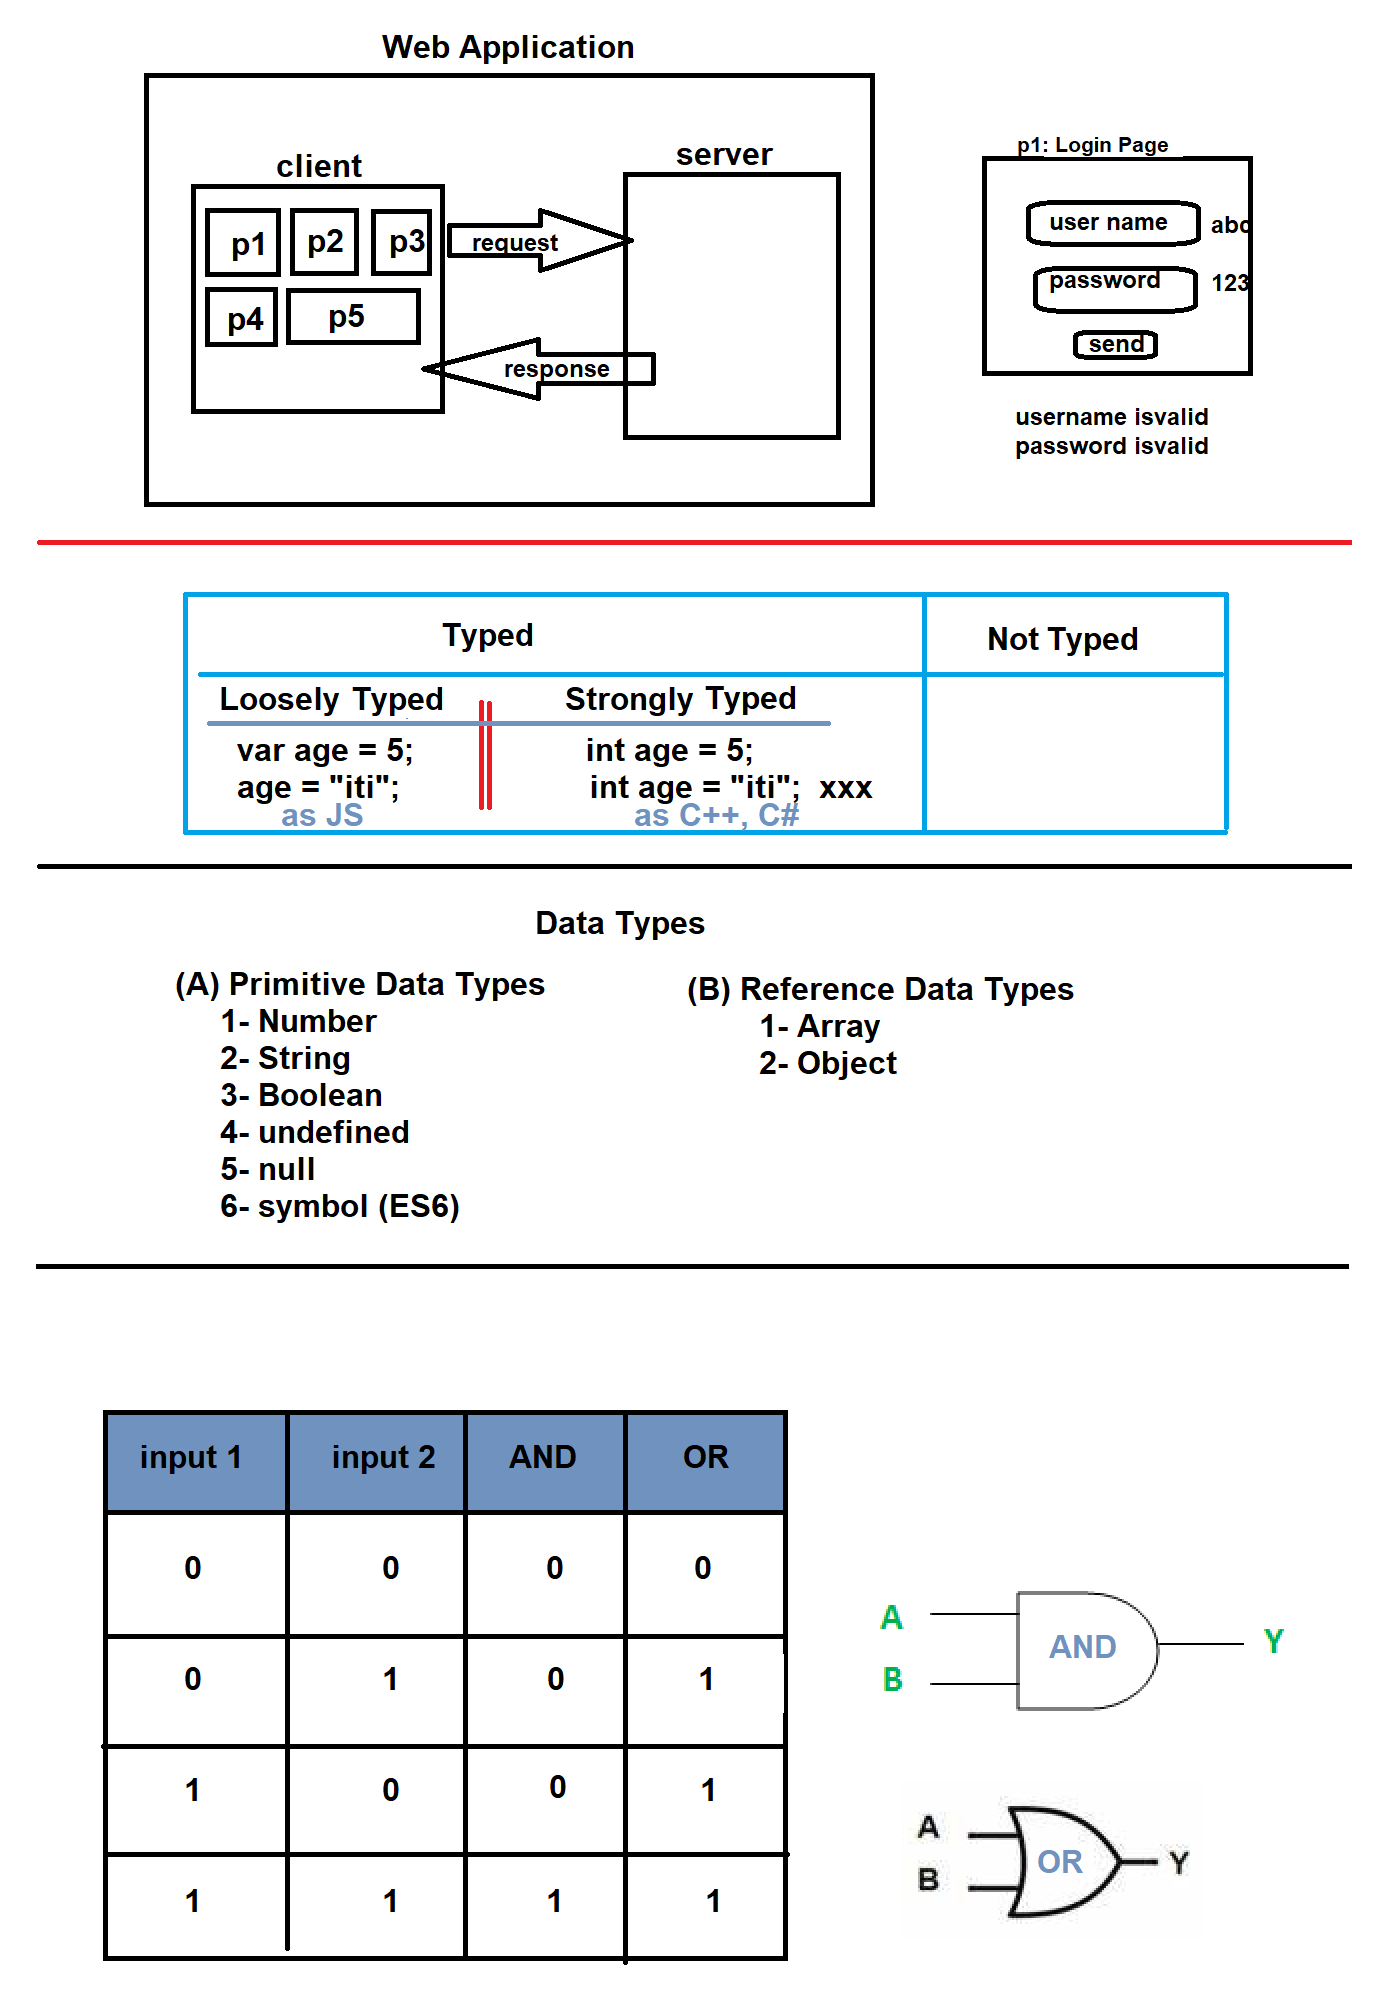 Web Application
client
server
p1 p2 p3
p4 p5
request
response
p1: Login Page
user name abc
password 123
send
username isvalid
password isvalid
Typed
Not Typed
Loosely Typed
var age = 5;
age = "iti";
as JS
Strongly Typed
int age = 5;
int age = "iti"; xxx
as C++, C#
Data Types
(A) Primitive Data Types
1- Number
2- String
3- Boolean
4- undefined
5- null
6- symbol (ES6)
(B) Reference Data Types
1- Array
2- Object
input 1 input 2 AND OR
0 0 0 0
0 1 0 1
1 0 0 1
1 1 1 1
A
B
AND
Y
A
B
OR
Y